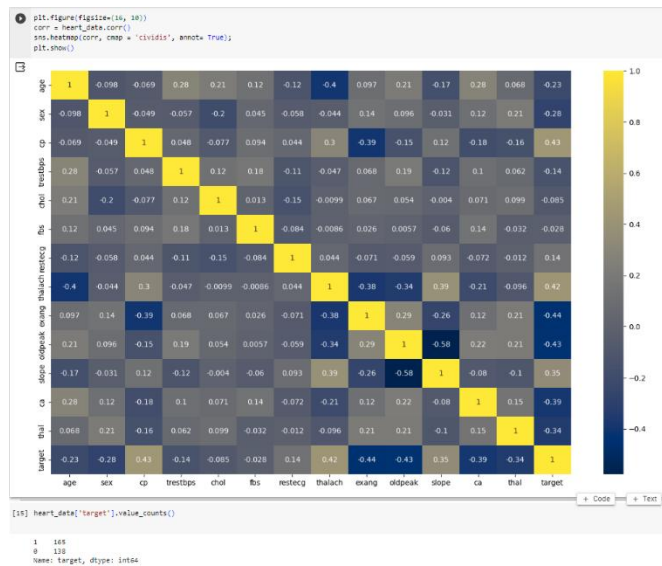 plt.figure(figsize=(16, 10))
corr = heart_data.corr()
sns.heatmap(corr, cmap = 'cividis', annot= True);
plt.show()
age 1 -0.098 -0.069 0.28 0.21 0.12 -0.12 -0.4 0.097 0.21 -0.17 0.28 0.068 -0.23
sex -0.098 1 -0.049 -0.057 -0.2 0.045 -0.058 -0.044 0.14 0.096 -0.031 0.12 0.21 -0.28
cp -0.069 -0.049 1 0.048 -0.077 0.094 0.044 0.3 -0.39 -0.15 0.12 -0.18 -0.16 0.43
trestbps 0.28 -0.057 0.048 1 0.12 0.18 -0.11 -0.047 0.068 0.19 -0.12 0.1 0.062 -0.14
chol 0.21 -0.2 -0.077 0.12 1 0.013 -0.15 -0.0099 0.067 0.054 -0.004 0.071 0.099 -0.085
fbs 0.12 0.045 0.094 0.18 0.013 1 -0.084 -0.0086 0.026 0.0057 -0.06 0.14 -0.032 -0.028
restecg -0.12 -0.058 0.044 -0.11 -0.15 -0.084 1 0.044 -0.071 -0.059 0.093 -0.072 -0.012 0.14
thalach -0.4 -0.044 0.3 -0.047 -0.0099 -0.0086 0.044 1 -0.38 -0.34 0.39 -0.21 -0.096 0.42
exang 0.097 0.14 -0.39 0.068 0.067 0.026 -0.071 -0.38 1 0.29 -0.26 0.12 0.21 -0.44
oldpeak 0.21 0.096 -0.15 0.19 0.054 0.0057 -0.059 -0.34 0.29 1 -0.58 0.22 0.21 -0.43
slope -0.17 -0.031 0.12 -0.12 -0.004 -0.06 0.093 0.39 -0.26 -0.58 1 -0.08 -0.1 0.35
ca 0.28 0.12 -0.18 0.1 0.071 0.14 -0.072 -0.21 0.12 0.22 -0.08 1 0.15 -0.39
thal 0.068 0.21 -0.16 0.062 0.099 -0.032 -0.012 -0.096 0.21 0.21 -0.1 0.15 1 -0.34
target -0.23 -0.28 0.43 -0.14 -0.085 -0.028 0.14 0.42 -0.44 -0.43 0.35 -0.39 -0.34 1
age sex cp trestbps chol fbs restecg thalach exang oldpeak slope ca thal target
1.0
0.8
0.6
0.4
0.2
0.0
-0.2
-0.4
+ Code + Text
[15] heart_data['target'].value_counts()
1 165
0 138
Name: target, dtype: int64